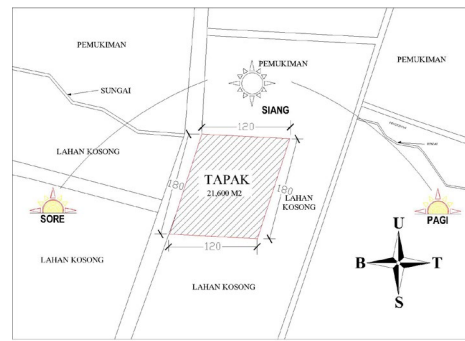 PEMUKIMAN
PEMUKIMAN
PEMUKIMAN
SUNGAI
SIANG
120
LAHAN KOSONG
180
TAPAK
21,600 M2
180
LAHAN
KOSONG
SORE
PAGI
120
LAHAN KOSONG
LAHAN KOSONG
U
B
T
S